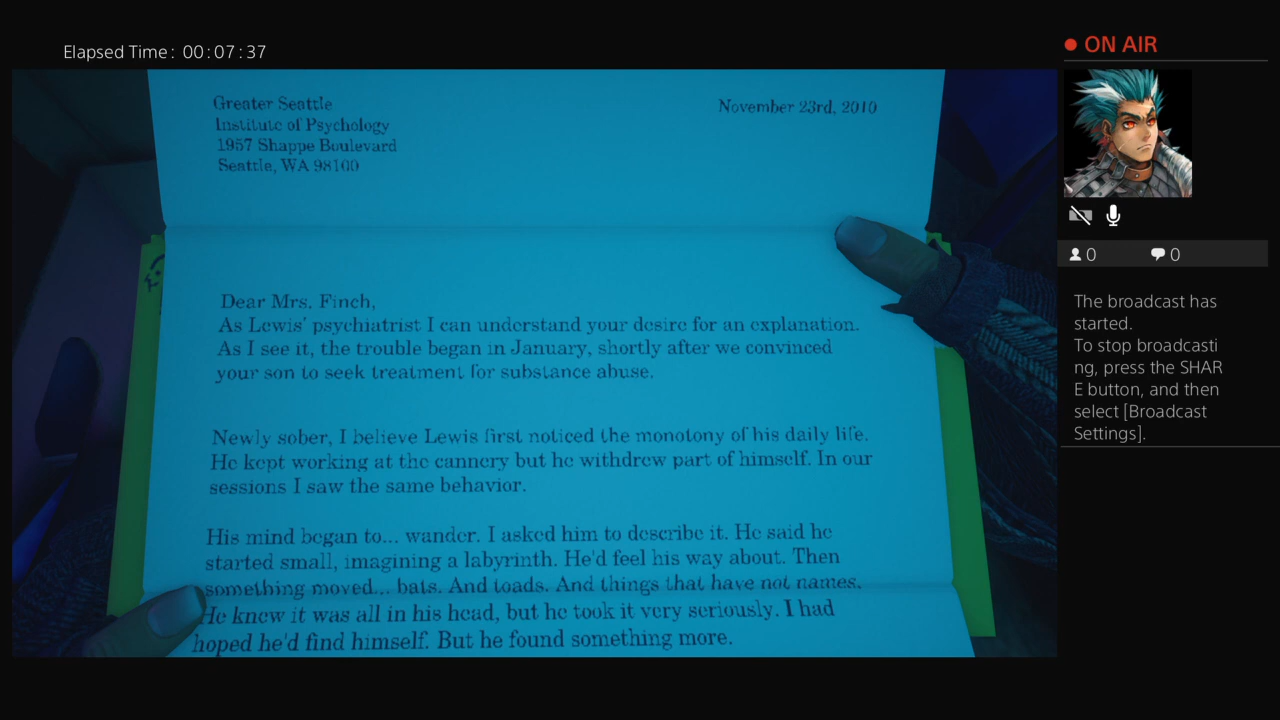 Elapsed Time: 00:07:37
ON AIR
Greater Seattle
Institute of Psychology
1957 Shappe Boulevard
Seattle, WA 98100
November 23rd, 2010
Dear Mrs. Finch,
As Lewis' psychiatrist I can understand your desire for an explanation.
As I see it, the trouble began in January, shortly after we convinced
your son to seek treatment for substance abuse.
Newly sober, I believe Lewis first noticed the monotony of his daily life.
He kept working at the cannery but he withdrew part of himself. In our
sessions I saw the same behavior.
His mind began to... wander. I asked him to describe it. He said he
started small, imagining a labyrinth. He'd feel his way about. Then
something moved... bats. And toads. And things that have not names.
He knew it was all in his head, but he took it very seriously. I had
hoped he'd find himself. But he found something more.
0
0
The broadcast has
started.
To stop broadcasti
ng, press the SHAR
E button, and then
select [Broadcast
Settings].